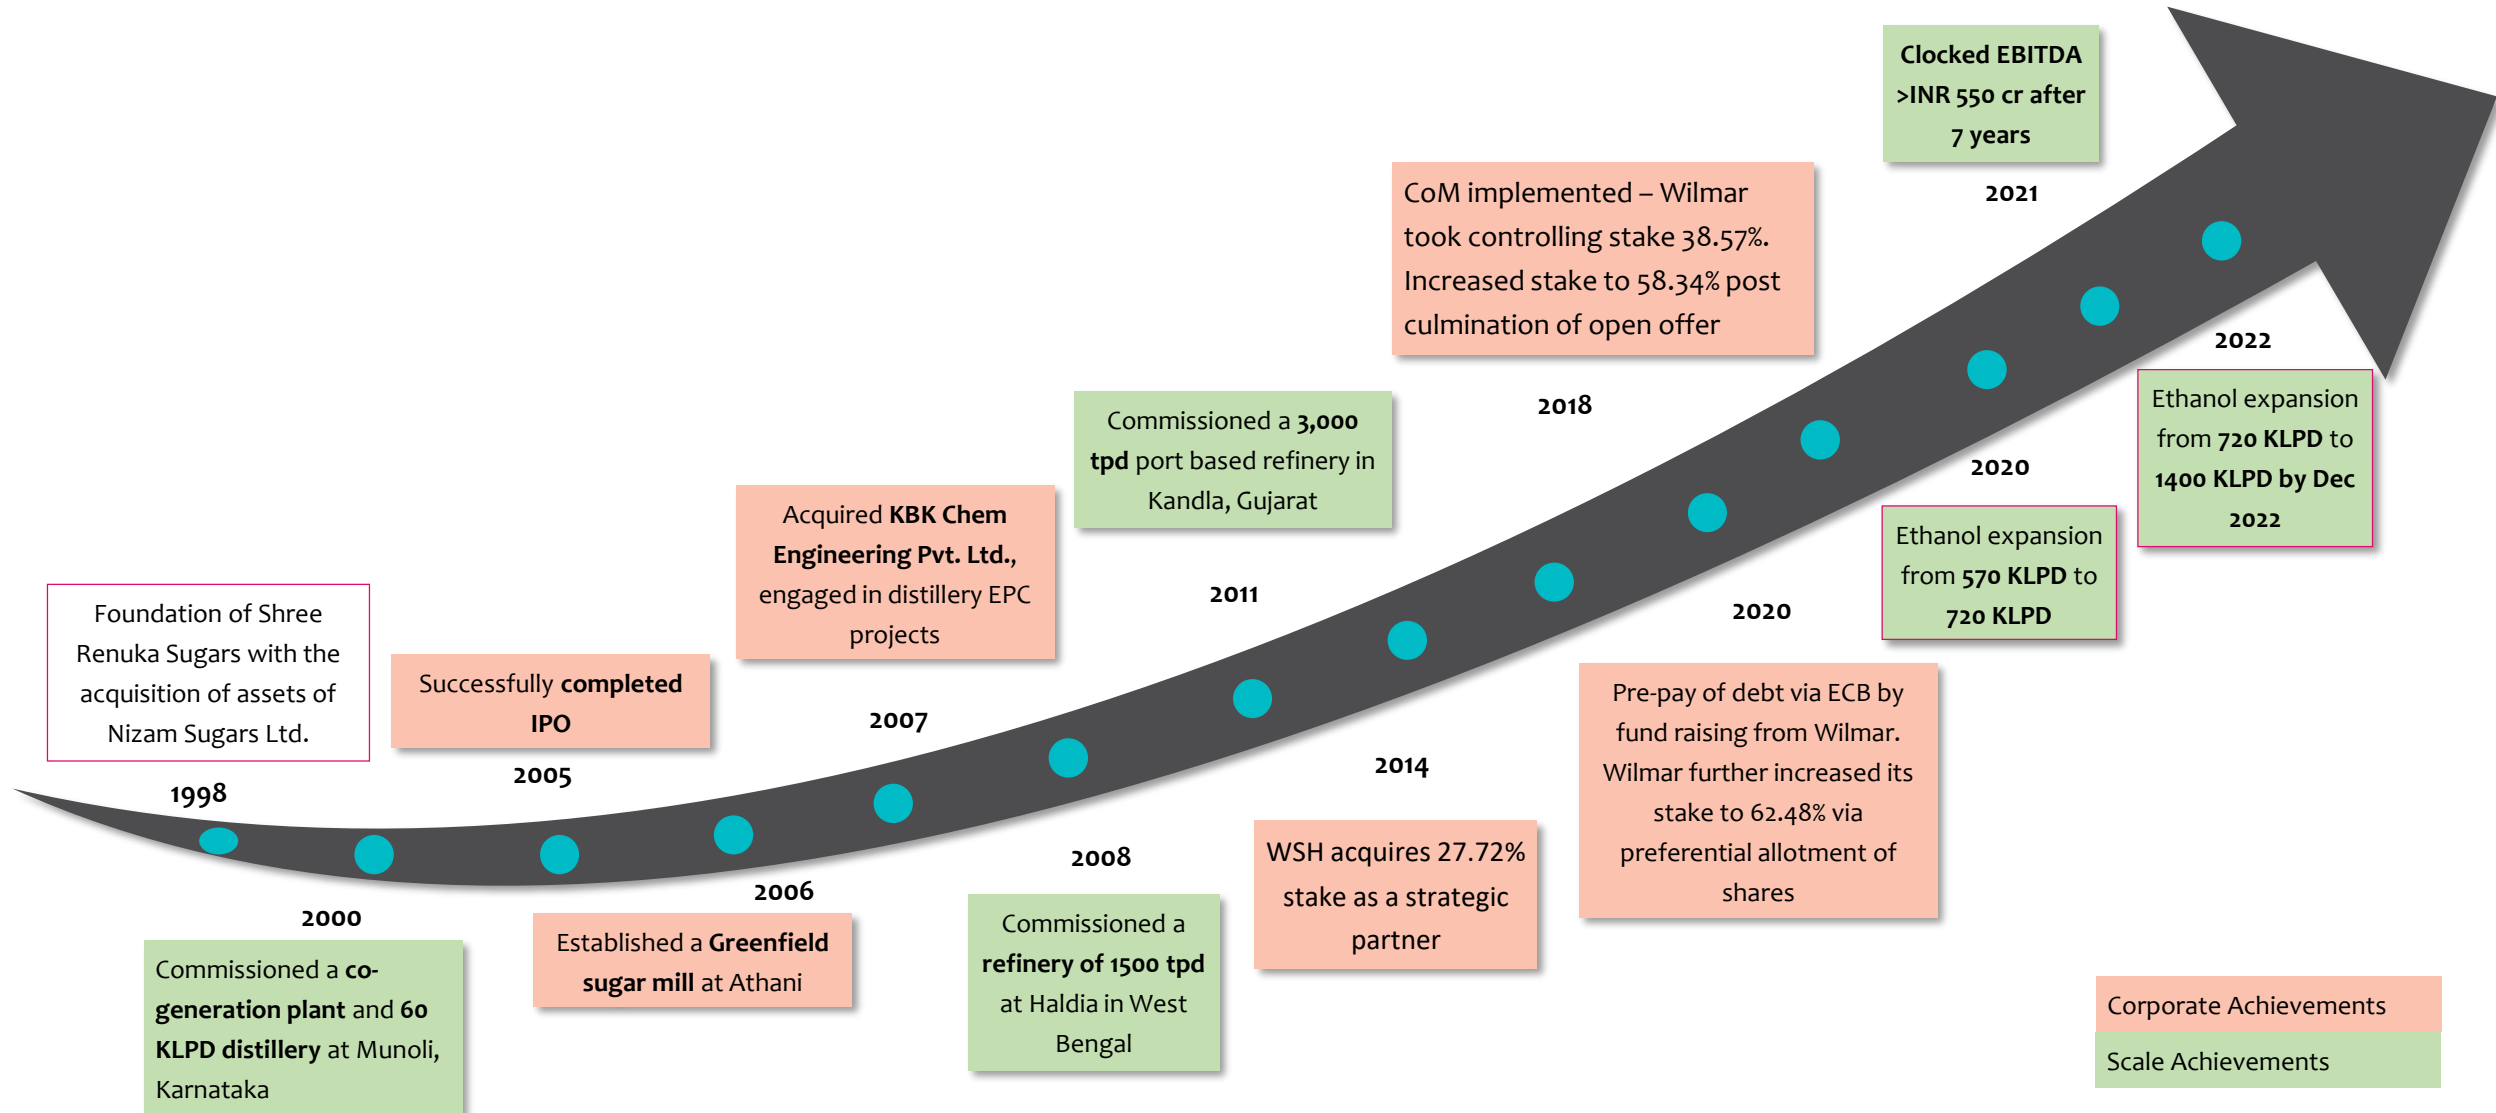 Foundation of Shree
Renuka Sugars with the
acquisition of assets of
Nizam Sugars Ltd.
1998
2000
Commissioned a co-
generation plant and 60
KLPD distillery at Munoli,
Karnataka
Successfully completed
IPO
2005
2006
Established a Greenfield
sugar mill at Athani
Acquired KBK Chem
Engineering Pvt. Ltd.,
engaged in distillery EPC
projects
2007
2008
Commissioned a
refinery of 1500 tpd
at Haldia in West
Bengal
Commissioned a 3,000
tpd port based refinery in
Kandla, Gujarat
2011
2014
WSH acquires 27.72%
stake as a strategic
partner
CoM implemented – Wilmar
took controlling stake 38.57%.
Increased stake to 58.34% post
culmination of open offer
2018
2020
Pre-pay of debt via ECB by
fund raising from Wilmar.
Wilmar further increased its
stake to 62.48% via
preferential allotment of
shares
2020
Ethanol expansion
from 570 KLPD to
720 KLPD
Clocked EBITDA
>INR 550 cr after
7 years
2021
2022
Ethanol expansion
from 720 KLPD to
1400 KLPD by Dec
2022
Corporate Achievements
Scale Achievements